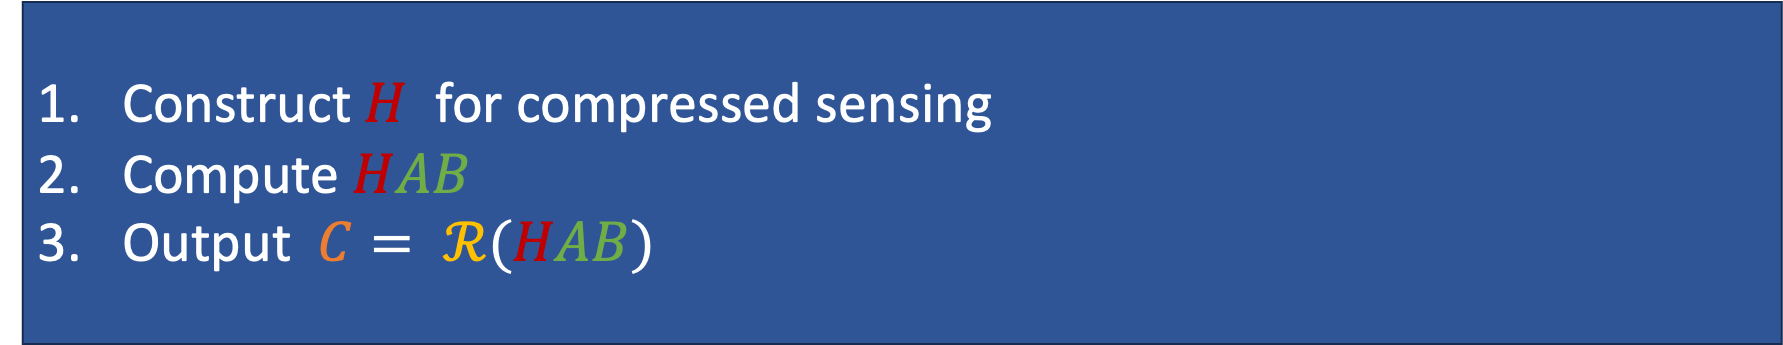 1. Construct H for compressed sensing
2. Compute HAB
3. Output C = ℛ(HAB)